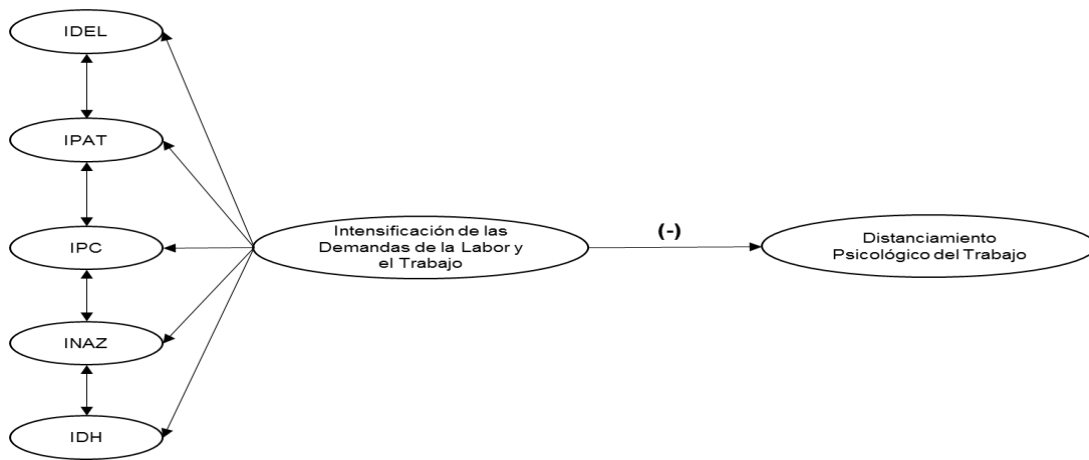 IDEL
IPAT
IPC
INAZ
IDH
Intensificación de las
Demandas de la Labor y
el Trabajo
(-)
Distanciamiento
Psicológico del Trabajo